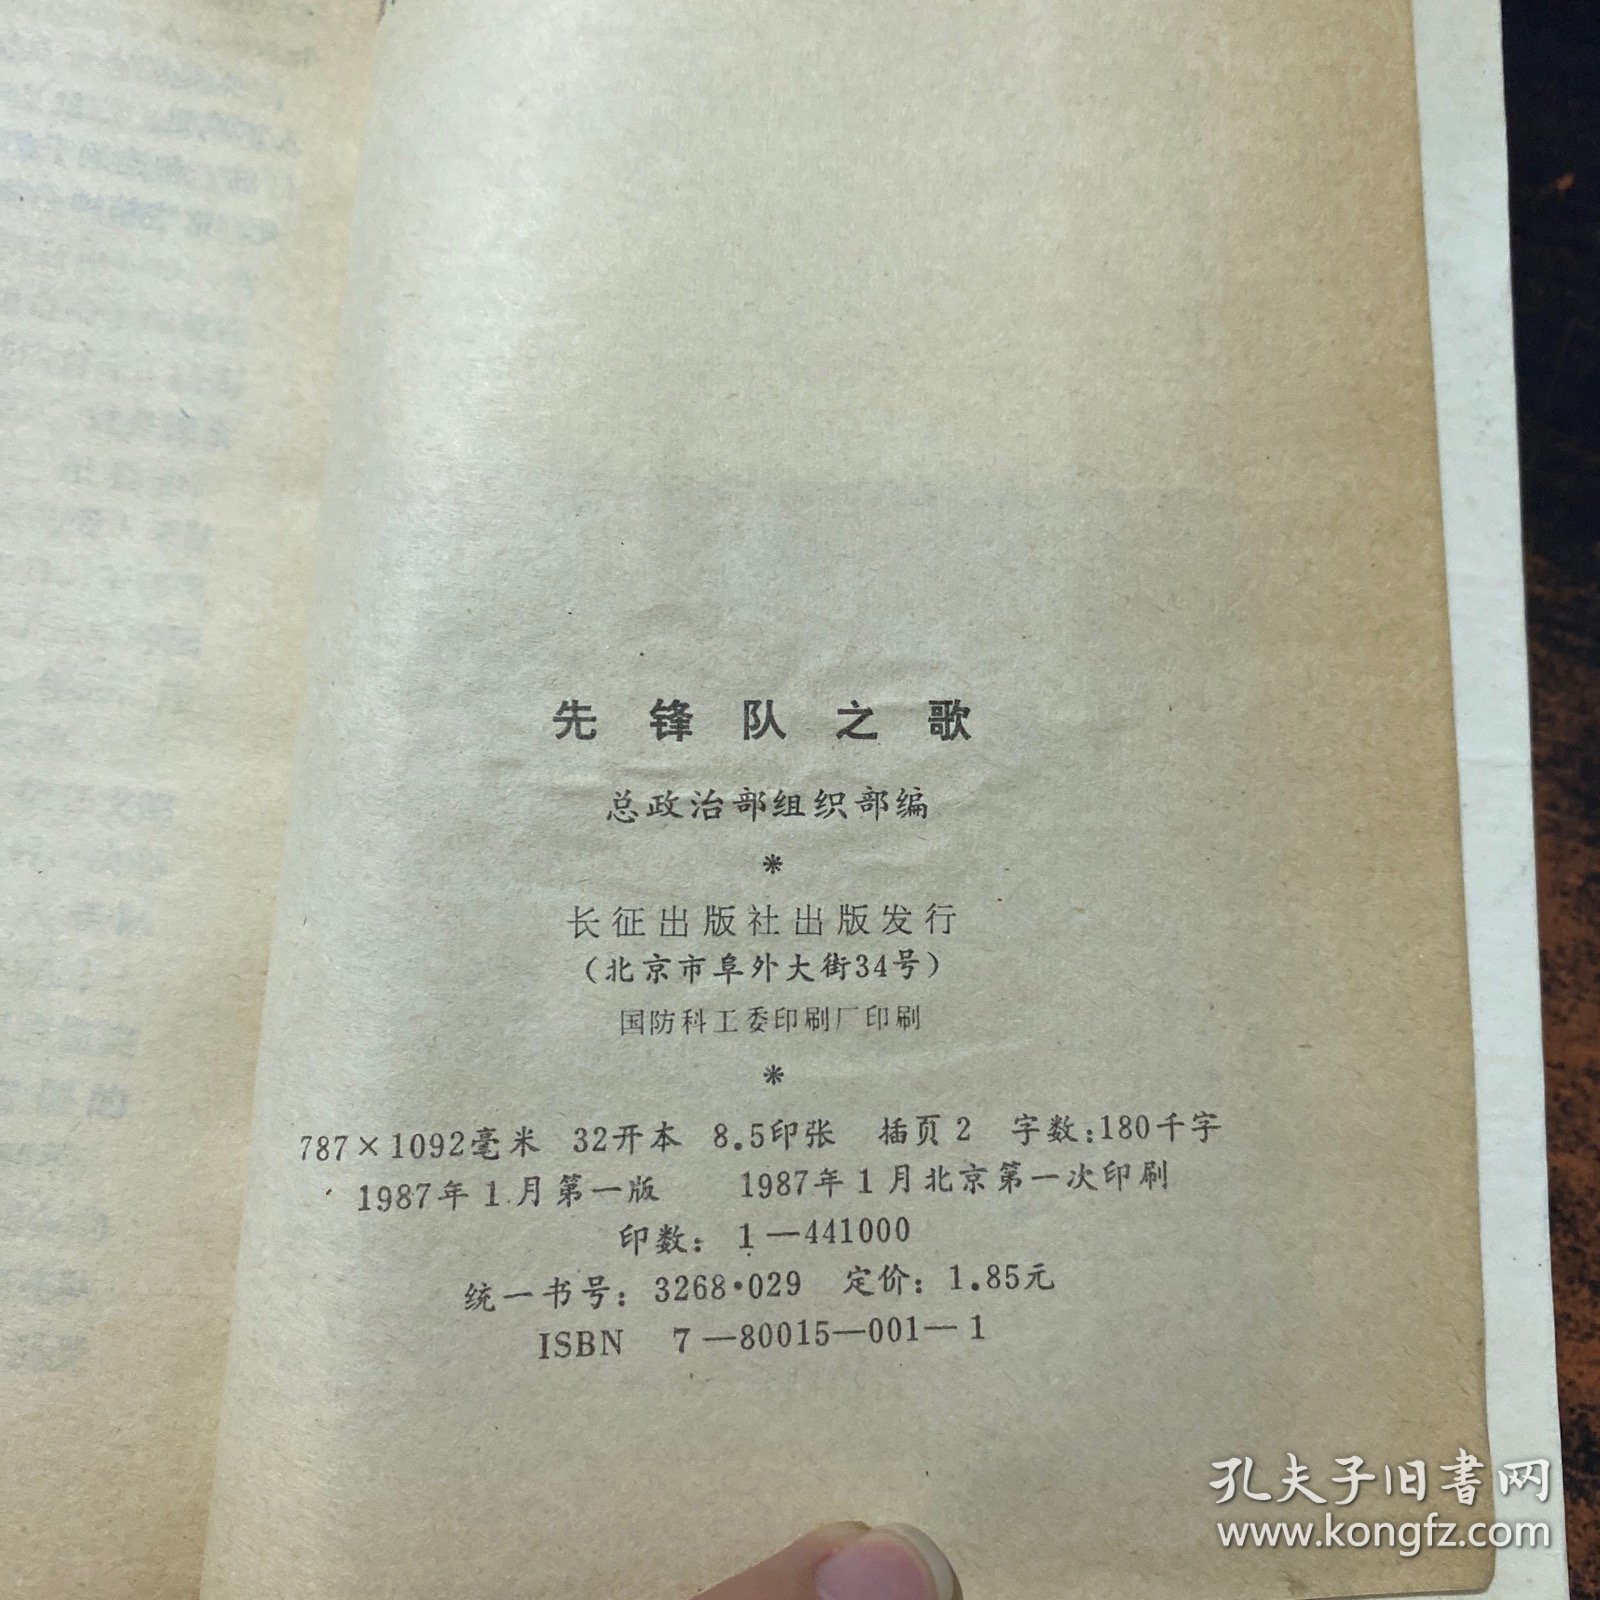 先锋队之歌
总政治部组织部编
*
长征出版社出版发行
（北京市阜外大街34号）
国防科工委印刷厂印刷
*
787×1092毫米 32开本 8.5印张 插页2 字数:180千字
1987年1月第一版 1987年1月北京第一次印刷
印数：1—441000
统一书号：3268·029 定价：1.85元
ISBN 7—80015—001—1
孔夫子旧书网
www.kongfz.com